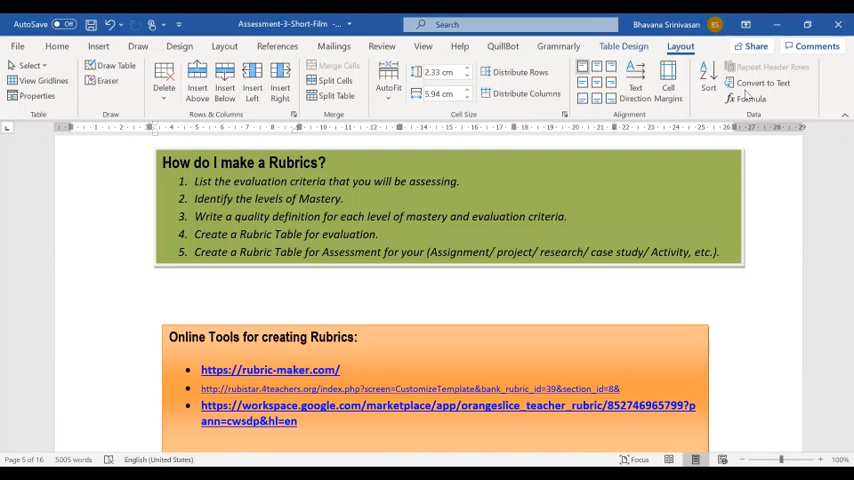 AutoSave Off Assessment-3-Short-Film -... Search Bhavana Srinivasan BS
File Home Insert Draw Design Layout References Mailings Review View Help QuillBot Grammarly Table Design Layout Share Comments
Select Draw Table Merge Cells 2.33 cm Distribute Rows Repeat Header Rows
View Gridlines Eraser Split Cells Convert to Text
Properties Split Table 5.94 cm Distribute Columns Formula
Delete Insert Above Insert Below Insert Left Insert Right AutoFit Text Direction Cell Margins Sort
Table Draw Rows & Columns Merge Cell Size Alignment Data
How do I make a Rubrics?
1. List the evaluation criteria that you will be assessing.
2. Identify the levels of Mastery.
3. Write a quality definition for each level of mastery and evaluation criteria.
4. Create a Rubric Table for evaluation.
5. Create a Rubric Table for Assessment for your (Assignment/ project/ research/ case study/ Activity, etc.).
Online Tools for creating Rubrics:
• https://rubric-maker.com/
• http://rubistar.4teachers.org/index.php?screen=CustomizeTemplate&bank_rubric_id=39&section_id=8&
• https://workspace.google.com/marketplace/app/orangeslice_teacher_rubric/852746965799?p
ann=cwsdp&hl=en
Page 5 of 16 5005 words English (United States) Focus 100%